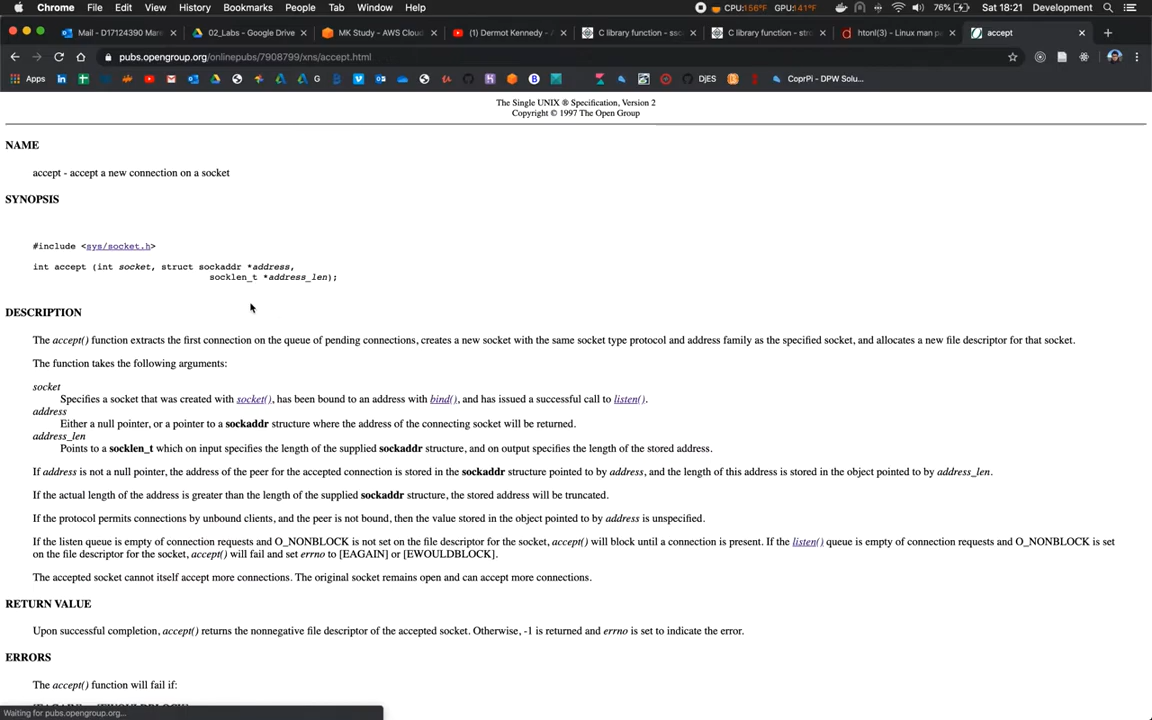 Chrome File Edit View History Bookmarks People Tab Window Help CPU:156°F GPU:141°F 76% Sat 18:21 Development
Mail - D17124390 Mar 02_Labs - Google Drive MK Study - AWS Cloud (1) Dermot Kennedy - C library function - ssc C library function - str htonl(3) - Linux man p accept
pubs.opengroup.org/onlinepubs/7908799/xns/accept.html
Apps G DjES CoprPi - DPW Solu...
The Single UNIX ® Specification, Version 2
Copyright © 1997 The Open Group
NAME
accept - accept a new connection on a socket
SYNOPSIS
#include <sys/socket.h>
int accept (int socket, struct sockaddr *address,
socklen_t *address_len);
DESCRIPTION
The accept() function extracts the first connection on the queue of pending connections, creates a new socket with the same socket type protocol and address family as the specified socket, and allocates a new file descriptor for that socket.
The function takes the following arguments:
socket
Specifies a socket that was created with socket(), has been bound to an address with bind(), and has issued a successful call to listen().
address
Either a null pointer, or a pointer to a sockaddr structure where the address of the connecting socket will be returned.
address_len
Points to a socklen_t which on input specifies the length of the supplied sockaddr structure, and on output specifies the length of the stored address.
If address is not a null pointer, the address of the peer for the accepted connection is stored in the sockaddr structure pointed to by address, and the length of this address is stored in the object pointed to by address_len.
If the actual length of the address is greater than the length of the supplied sockaddr structure, the stored address will be truncated.
If the protocol permits connections by unbound clients, and the peer is not bound, then the value stored in the object pointed to by address is unspecified.
If the listen queue is empty of connection requests and O_NONBLOCK is not set on the file descriptor for the socket, accept() will block until a connection is present. If the listen() queue is empty of connection requests and O_NONBLOCK is set
on the file descriptor for the socket, accept() will fail and set errno to [EAGAIN] or [EWOULDBLOCK].
The accepted socket cannot itself accept more connections. The original socket remains open and can accept more connections.
RETURN VALUE
Upon successful completion, accept() returns the nonnegative file descriptor of the accepted socket. Otherwise, -1 is returned and errno is set to indicate the error.
ERRORS
The accept() function will fail if:
Waiting for pubs.opengroup.org...